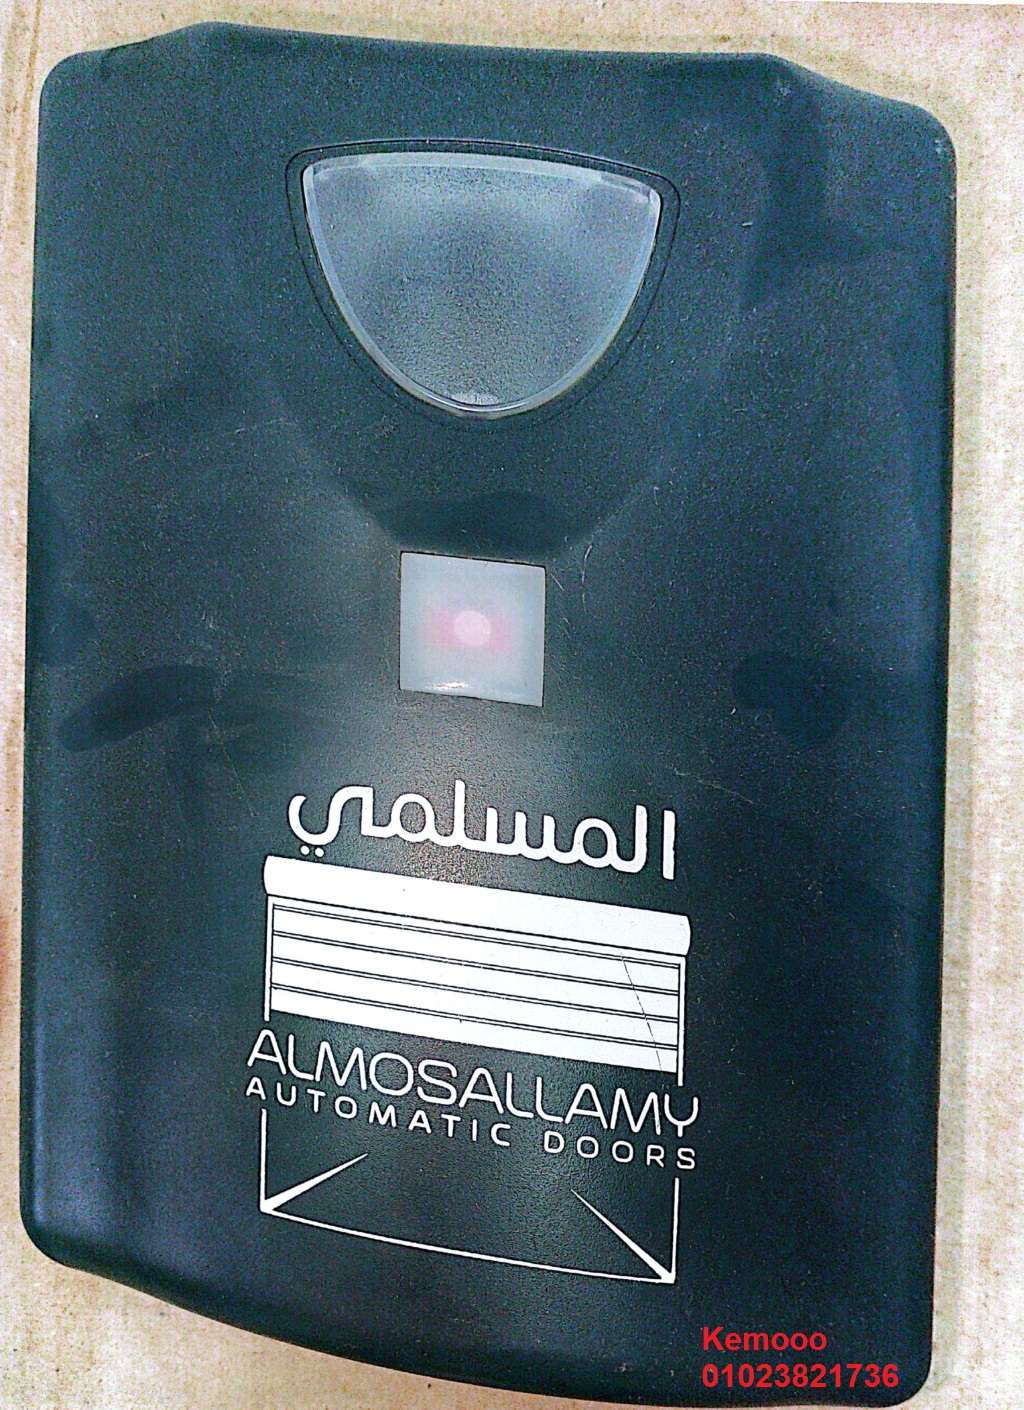 المسلمي
ALMOSALLAMY
AUTOMATIC DOORS
Kemooo
01023821736